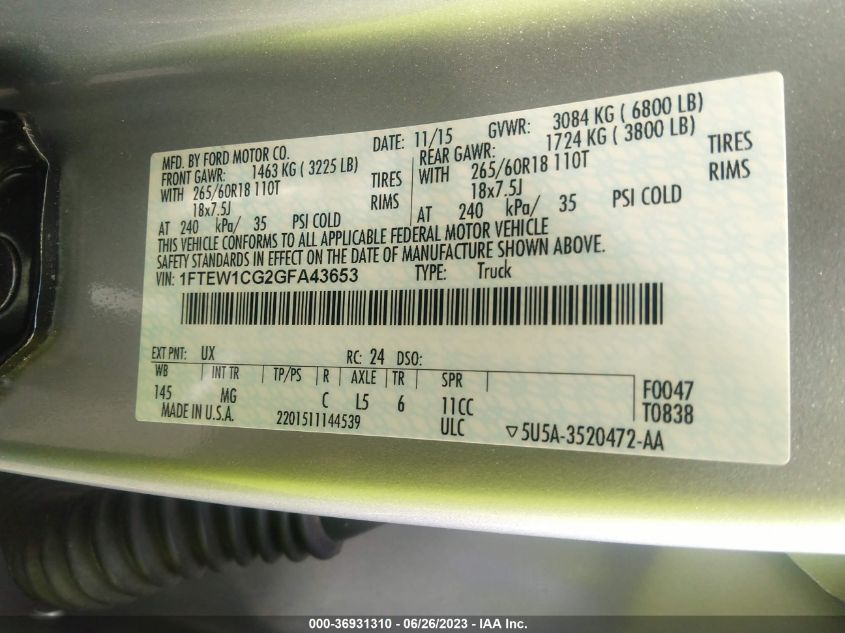 MFD. BY FORD MOTOR CO. DATE: 11/15 GVWR: 3084 KG ( 6800 LB)
FRONT GAWR: 1463 KG ( 3225 LB) REAR GAWR: 1724 KG ( 3800 LB)
WITH 265/60R18 110T TIRES WITH 265/60R18 110T TIRES
18x7.5J RIMS 18x7.5J RIMS
AT 240 kPa/ 35 PSI COLD AT 240 kPa/ 35 PSI COLD
THIS VEHICLE CONFORMS TO ALL APPLICABLE FEDERAL MOTOR VEHICLE
SAFETY STANDARDS IN EFFECT ON THE DATE OF MANUFACTURE SHOWN ABOVE.
VIN: 1FTEW1CG2GFA43653 TYPE: Truck
EXT PNT: UX RC: 24 DSO:
WB INT TR TP/PS R AXLE TR SPR
145 MG C L5 6 11CC F0047
MADE IN U.S.A. 2201511144539 ULC T0838
▽5U5A-3520472-AA
000-36931310 - 06/26/2023 - IAA Inc.